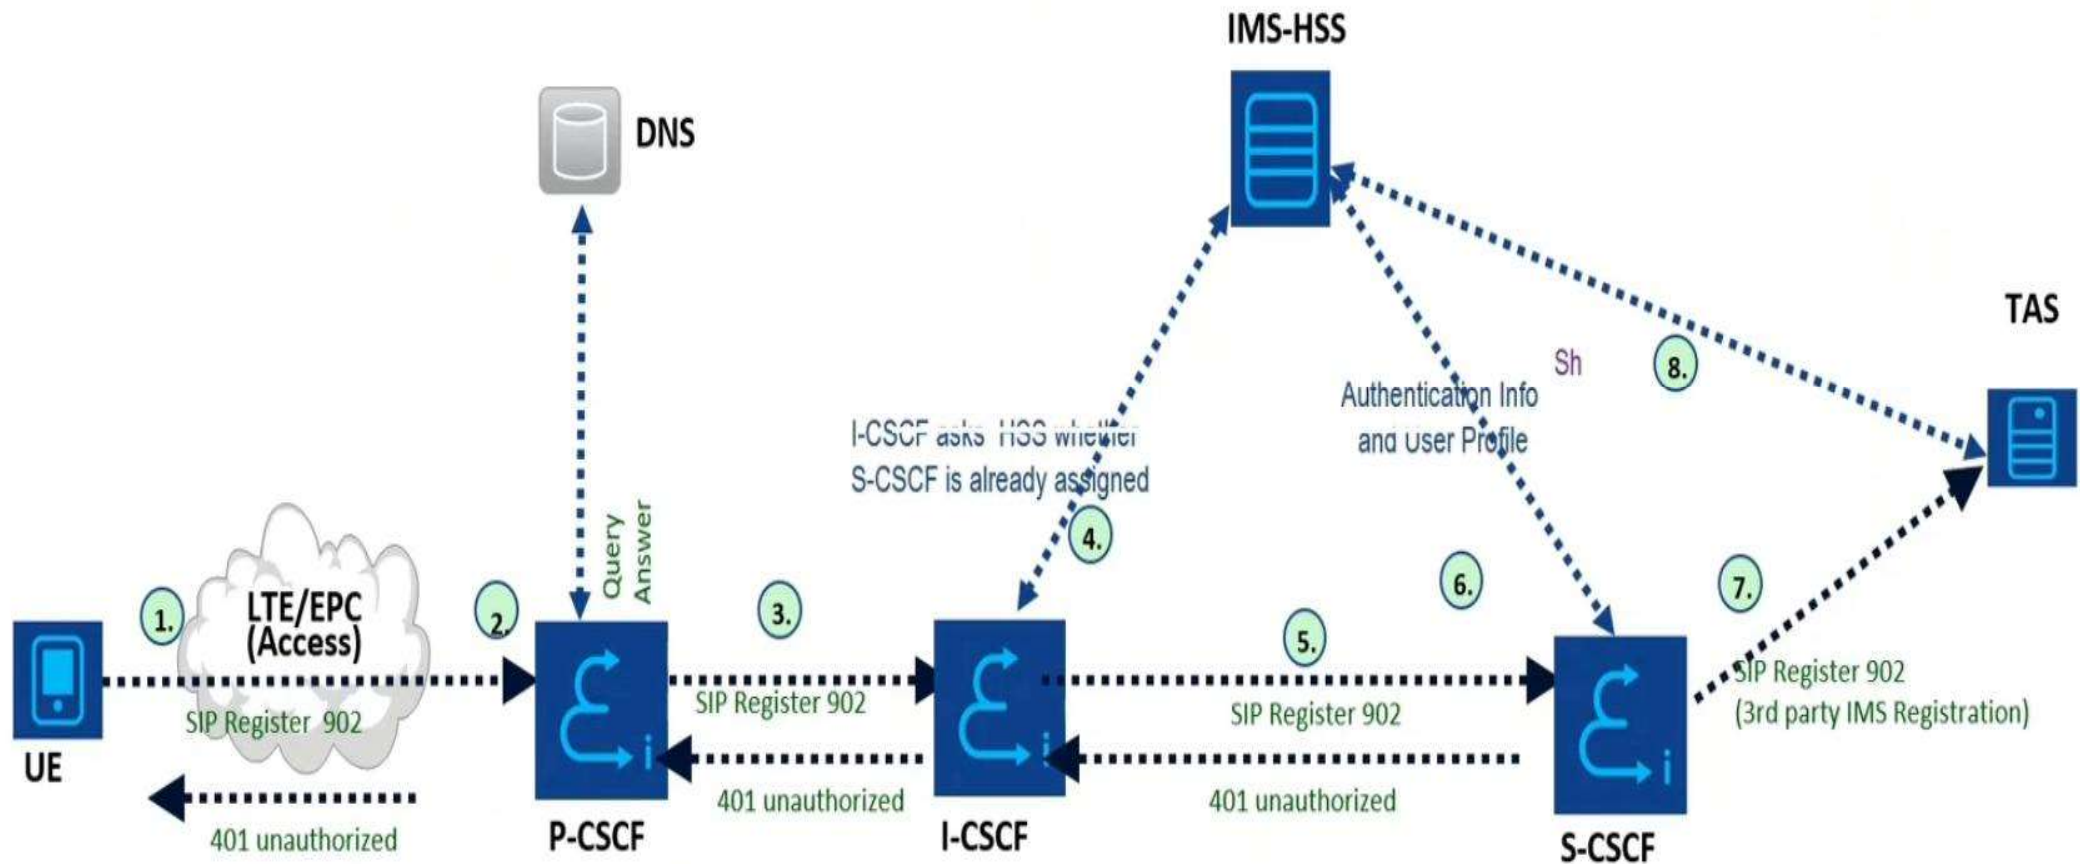 IMS-HSS
DNS
TAS
Sh
8.
Authentication Info
and User Profile
I-CSCF asks HSS whether
S-CSCF is already assigned
4.
Query
Answer
1.
LTE/EPC
(Access)
2.
3.
5.
6.
7.
SIP Register 902
SIP Register 902
SIP Register 902
SIP Register 902
(3rd party IMS Registration)
UE
i
i
i
401 unauthorized
401 unauthorized
401 unauthorized
P-CSCF
I-CSCF
S-CSCF